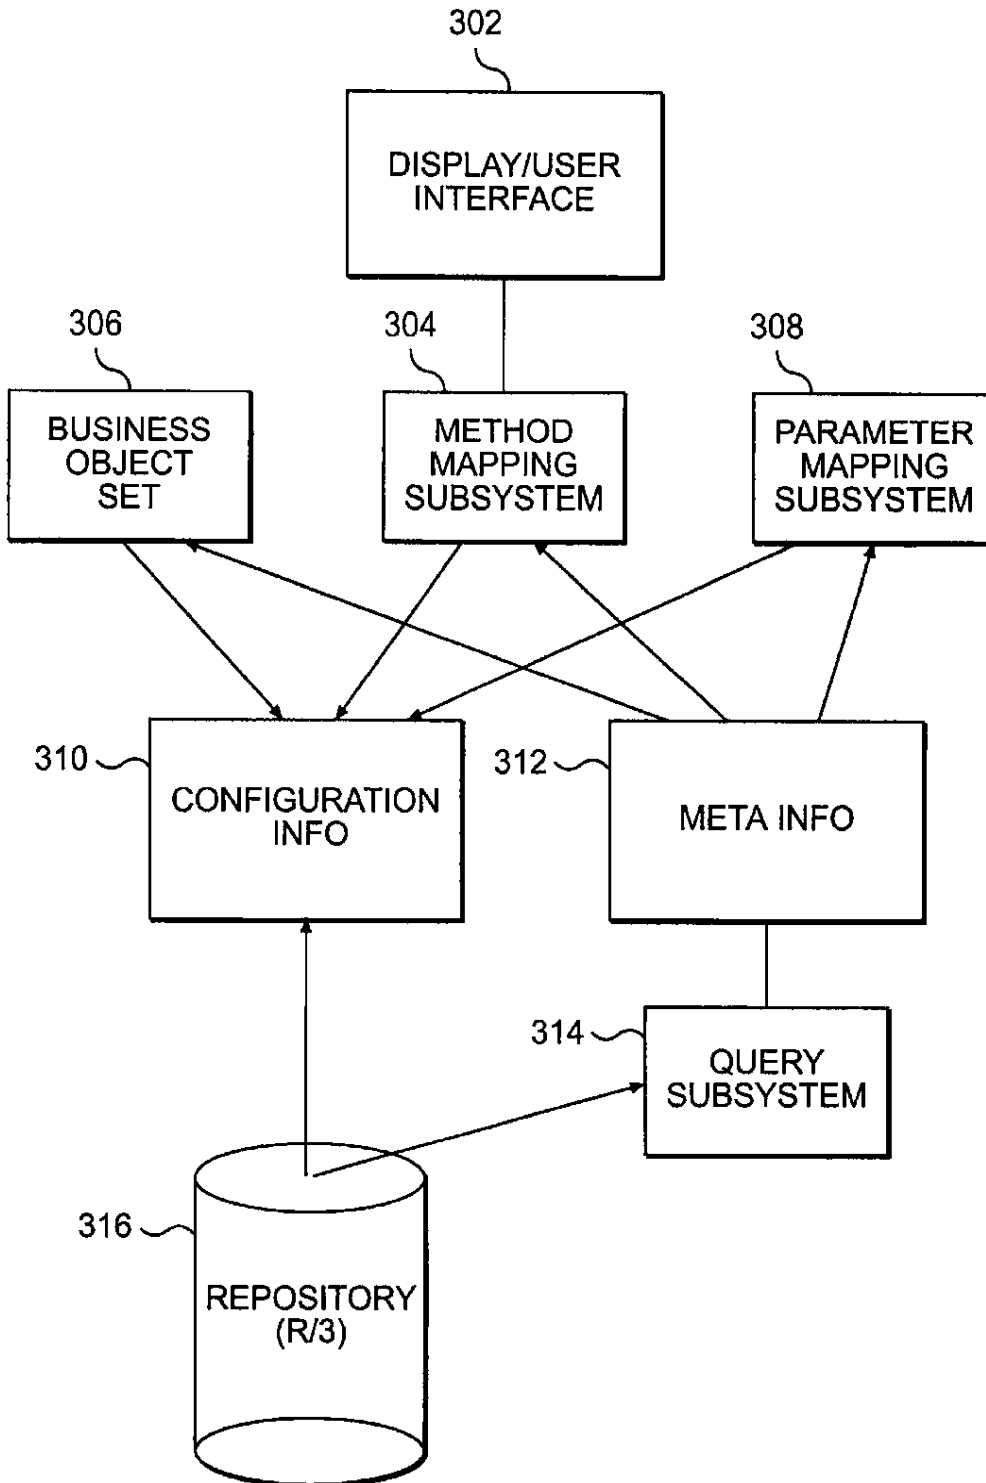 302
DISPLAY/USER
INTERFACE
306
304
308
BUSINESS
OBJECT
SET
METHOD
MAPPING
SUBSYSTEM
PARAMETER
MAPPING
SUBSYSTEM
310
CONFIGURATION
INFO
312
META INFO
314
QUERY
SUBSYSTEM
316
REPOSITORY
(R/3)